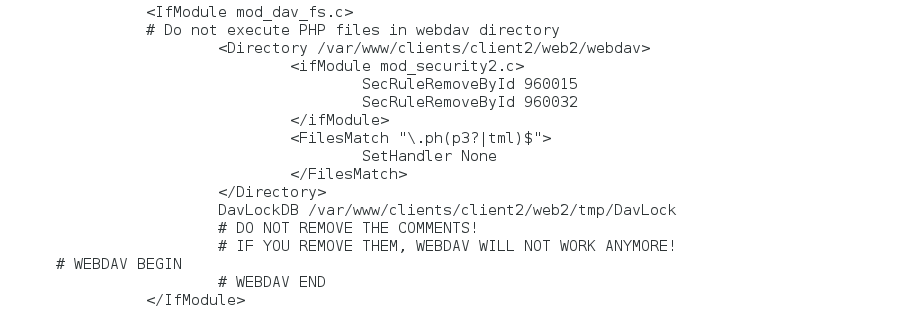 <IfModule mod_dav_fs.c>
# Do not execute PHP files in webdav directory
<Directory /var/www/clients/client2/web2/webdav>
<ifModule mod_security2.c>
SecRuleRemoveById 960015
SecRuleRemoveById 960032
</ifModule>
<FilesMatch "\.ph(p3?|tml)$">
SetHandler None
</FilesMatch>
</Directory>
DavLockDB /var/www/clients/client2/web2/tmp/DavLock
# DO NOT REMOVE THE COMMENTS!
# IF YOU REMOVE THEM, WEBDAV WILL NOT WORK ANYMORE!
# WEBDAV BEGIN
# WEBDAV END
</IfModule>